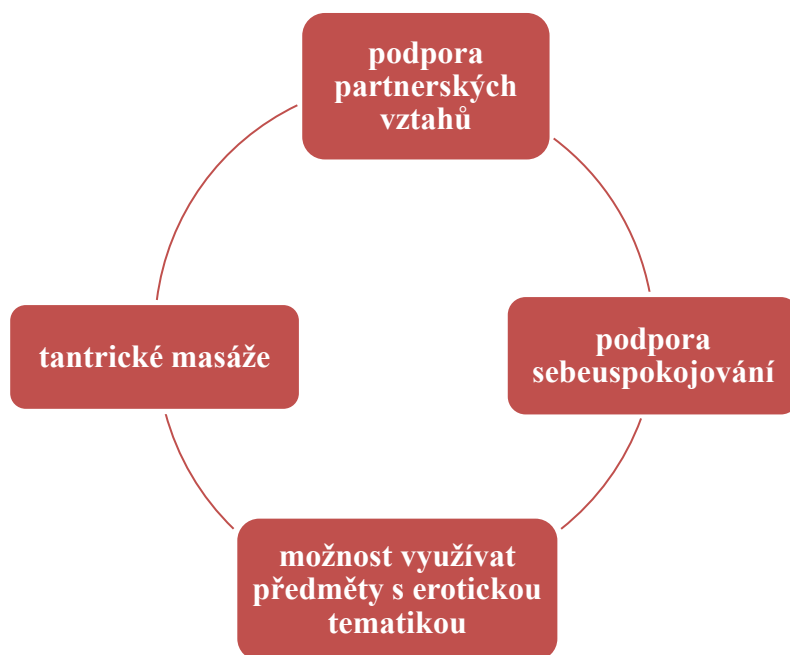 podpora
partnerských
vztahů
podpora
sebeuspokojování
možnost využívat
předměty s erotickou
tematikou
tantrické masáže